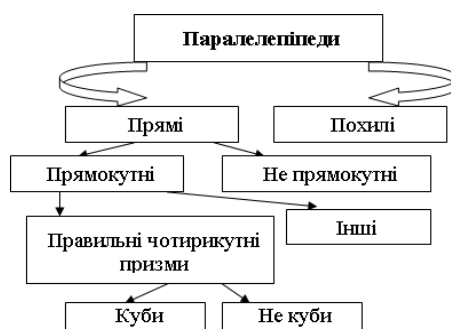 Паралелепіпеди
Прямі
Похилі
Прямокутні
Не прямокутні
Правильні чотирикутні
призми
Інші
Куби
Не куби